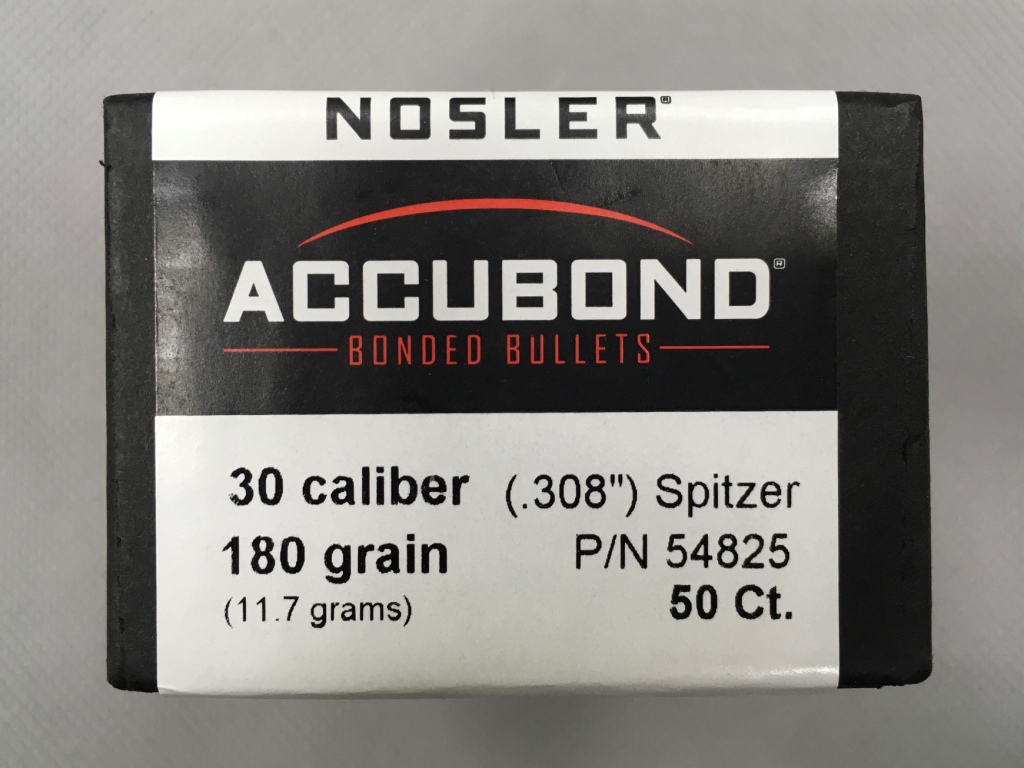 NOSLER®
ACCUBOND®
BONDED BULLETS
30 caliber (.308") Spitzer
180 grain P/N 54825
(11.7 grams) 50 Ct.